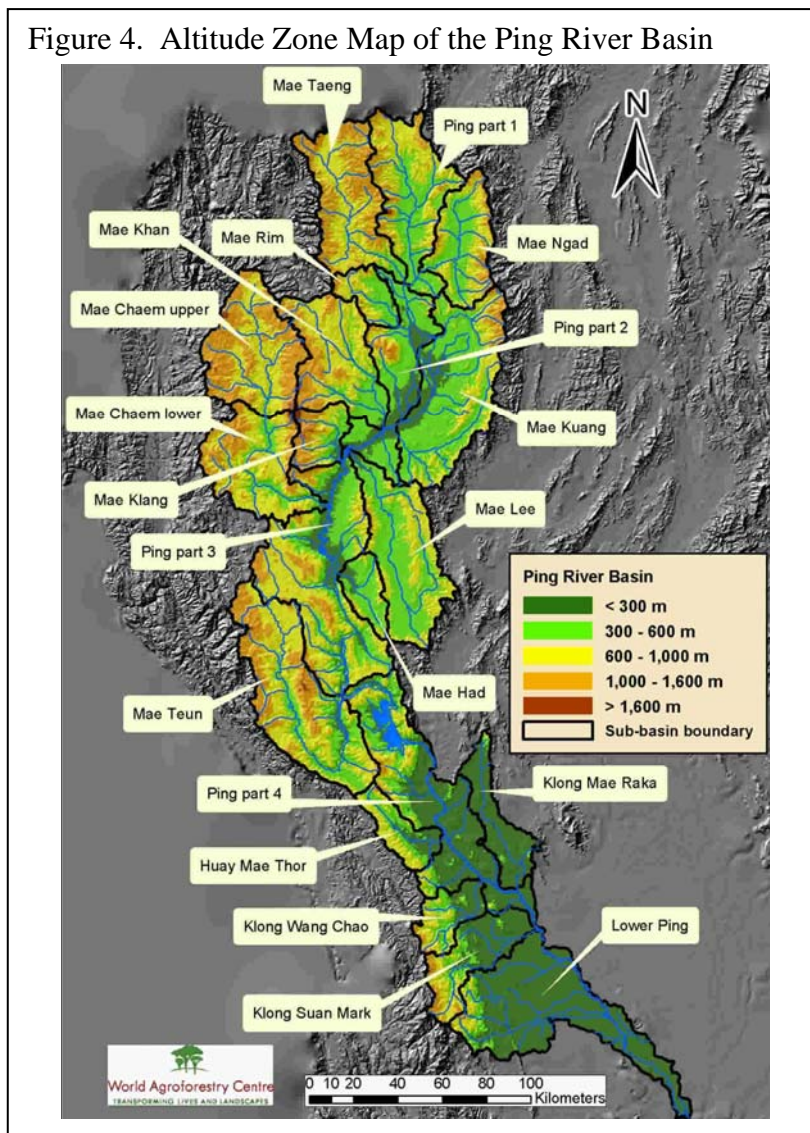 Figure 4. Altitude Zone Map of the Ping River Basin
Mae Taeng
N
Ping part 1
Mae Khan
Mae Rim
Mae Ngad
Mae Chaem upper
Ping part 2
Mae Chaem lower
Mae Kuang
Mae Klang
Mae Lee
Ping part 3
Ping River Basin
< 300 m
300 - 600 m
600 - 1,000 m
1,000 - 1,600 m
> 1,600 m
Sub-basin boundary
Mae Had
Mae Teun
Klong Mae Raka
Ping part 4
Huay Mae Thor
Klong Wang Chao
Lower Ping
Klong Suan Mark
World Agroforestry Centre
TRANSFORMING LIVES AND LANDSCAPES
0 10 20 40 60 80 100
Kilometers